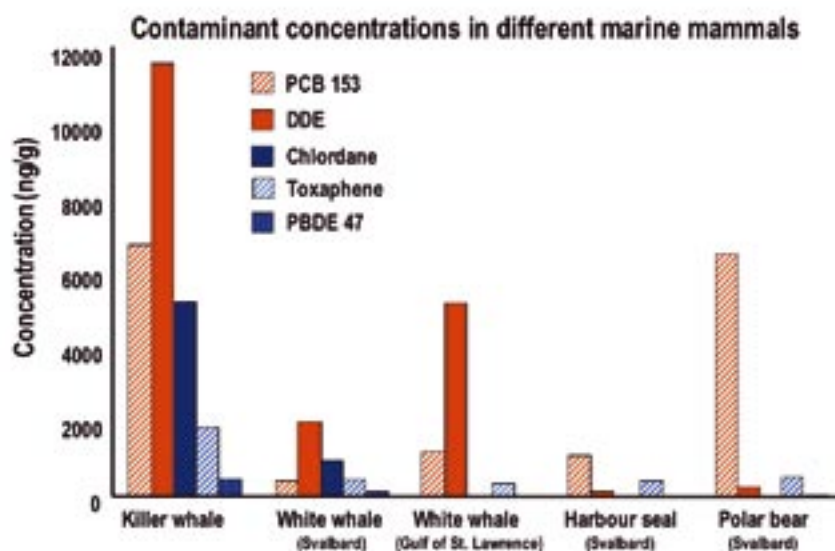 Contaminant concentrations in different marine mammals
12000
10000
8000
6000
4000
2000
0
Concentration (ng/g)
PCB 153
DDE
Chlordane
Toxaphene
PBDE 47
Killer whale
White whale
(Svalbard)
White whale
(Gulf of St. Lawrence)
Harbour seal
(Svalbard)
Polar bear
(Svalbard)